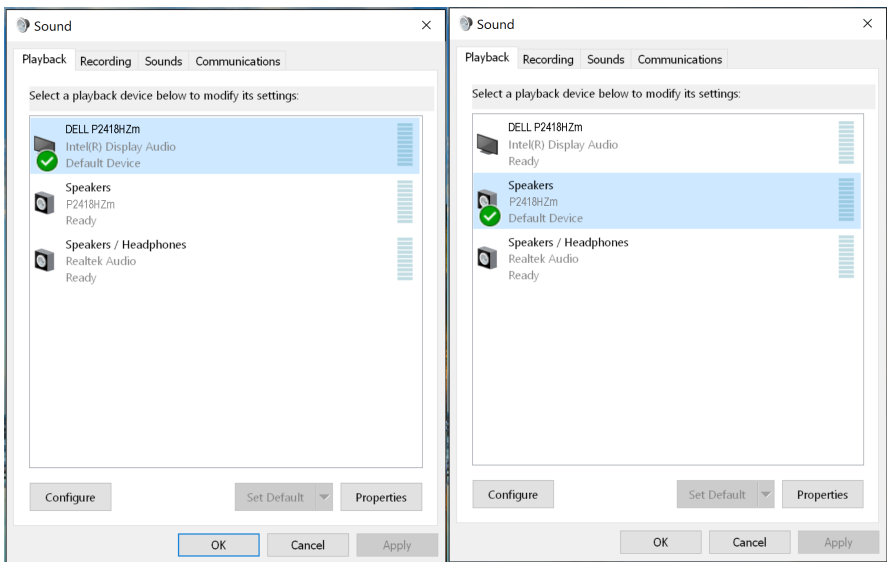 Sound
Playback Recording Sounds Communications
Select a playback device below to modify its settings:
DELL P2418HZm
Intel(R) Display Audio
Default Device
Speakers
P2418HZm
Ready
Speakers / Headphones
Realtek Audio
Ready
Configure Set Default Properties
OK Cancel Apply
Sound
Playback Recording Sounds Communications
Select a playback device below to modify its settings:
DELL P2418HZm
Intel(R) Display Audio
Ready
Speakers
P2418HZm
Default Device
Speakers / Headphones
Realtek Audio
Ready
Configure Set Default Properties
OK Cancel Apply